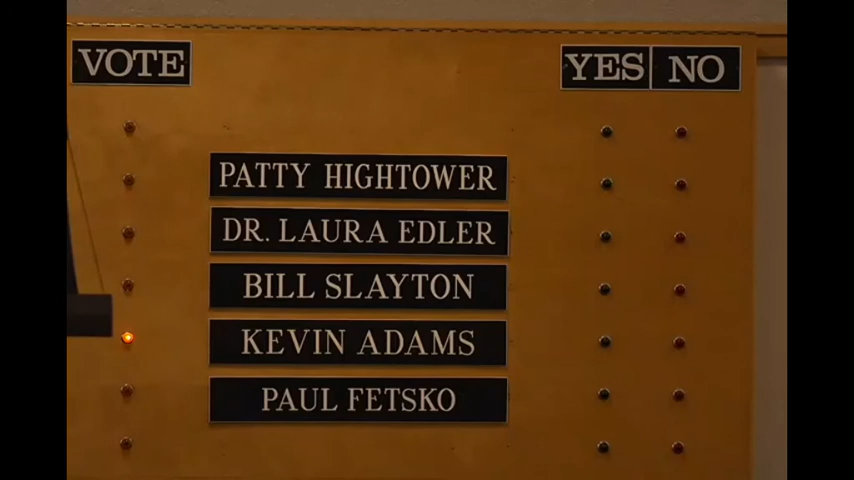 VOTE YES NO
PATTY HIGHTOWER
DR. LAURA EDLER
BILL SLAYTON
KEVIN ADAMS
PAUL FETSKO